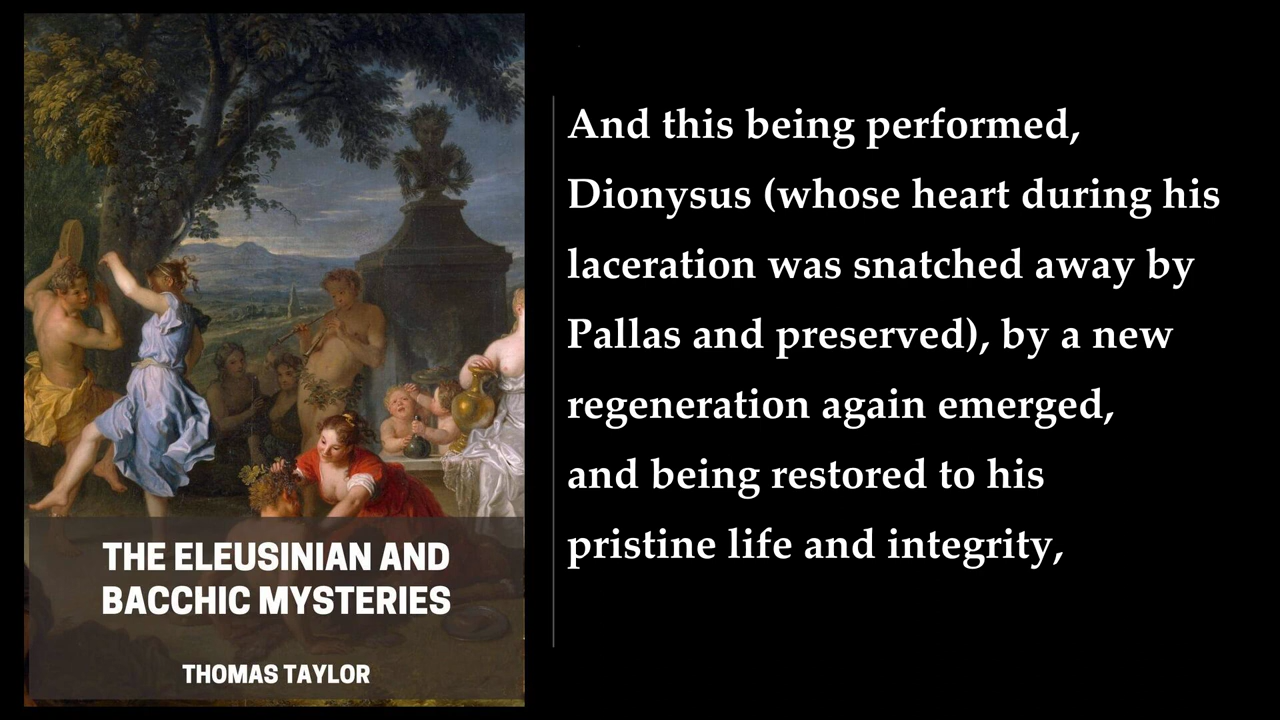 THE ELEUSINIAN AND
BACCHIC MYSTERIES
THOMAS TAYLOR
And this being performed,
Dionysus (whose heart during his
laceration was snatched away by
Pallas and preserved), by a new
regeneration again emerged,
and being restored to his
pristine life and integrity,